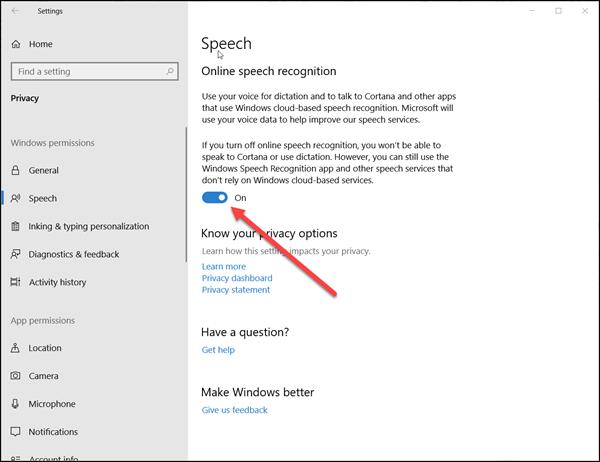 Settings
Home
Find a setting
Privacy
Windows permissions
General
Speech
Inking & typing personalization
Diagnostics & feedback
Activity history
App permissions
Location
Camera
Microphone
Notifications
Account info
Speech
Online speech recognition
Use your voice for dictation and to talk to Cortana and other apps
that use Windows cloud-based speech recognition. Microsoft will
use your voice data to help improve our speech services.
If you turn off online speech recognition, you won't be able to
speak to Cortana or use dictation. However, you can still use the
Windows Speech Recognition app and other speech services that
don't rely on Windows cloud-based services.
On
Know your privacy options
Learn how this setting impacts your privacy.
Learn more
Privacy dashboard
Privacy statement
Have a question?
Get help
Make Windows better
Give us feedback